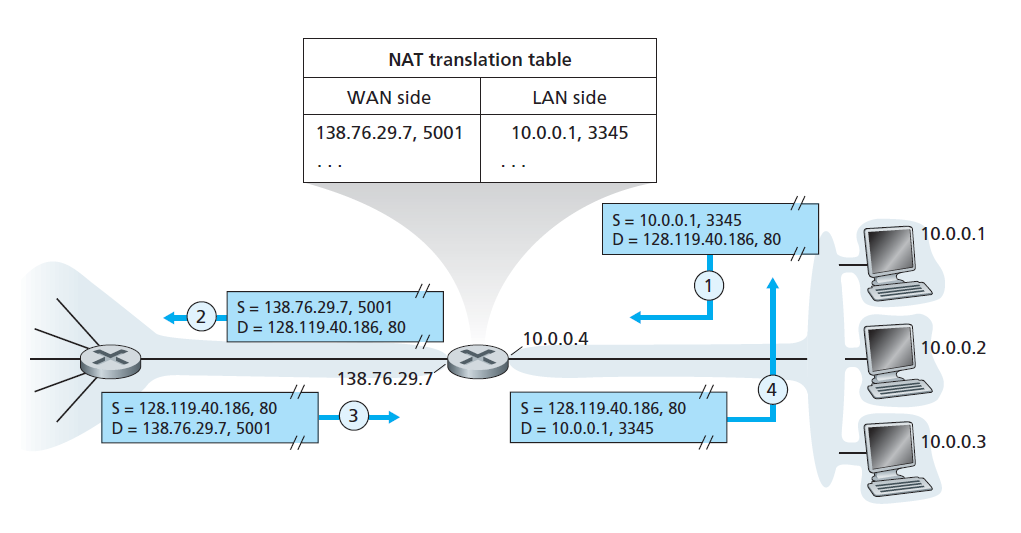 NAT translation table
WAN side
LAN side
138.76.29.7, 5001
10.0.0.1, 3345
. . .
. . .
S = 10.0.0.1, 3345
D = 128.119.40.186, 80
10.0.0.1
1
S = 138.76.29.7, 5001
D = 128.119.40.186, 80
2
10.0.0.4
10.0.0.2
138.76.29.7
S = 128.119.40.186, 80
D = 138.76.29.7, 5001
3
S = 128.119.40.186, 80
D = 10.0.0.1, 3345
4
10.0.0.3